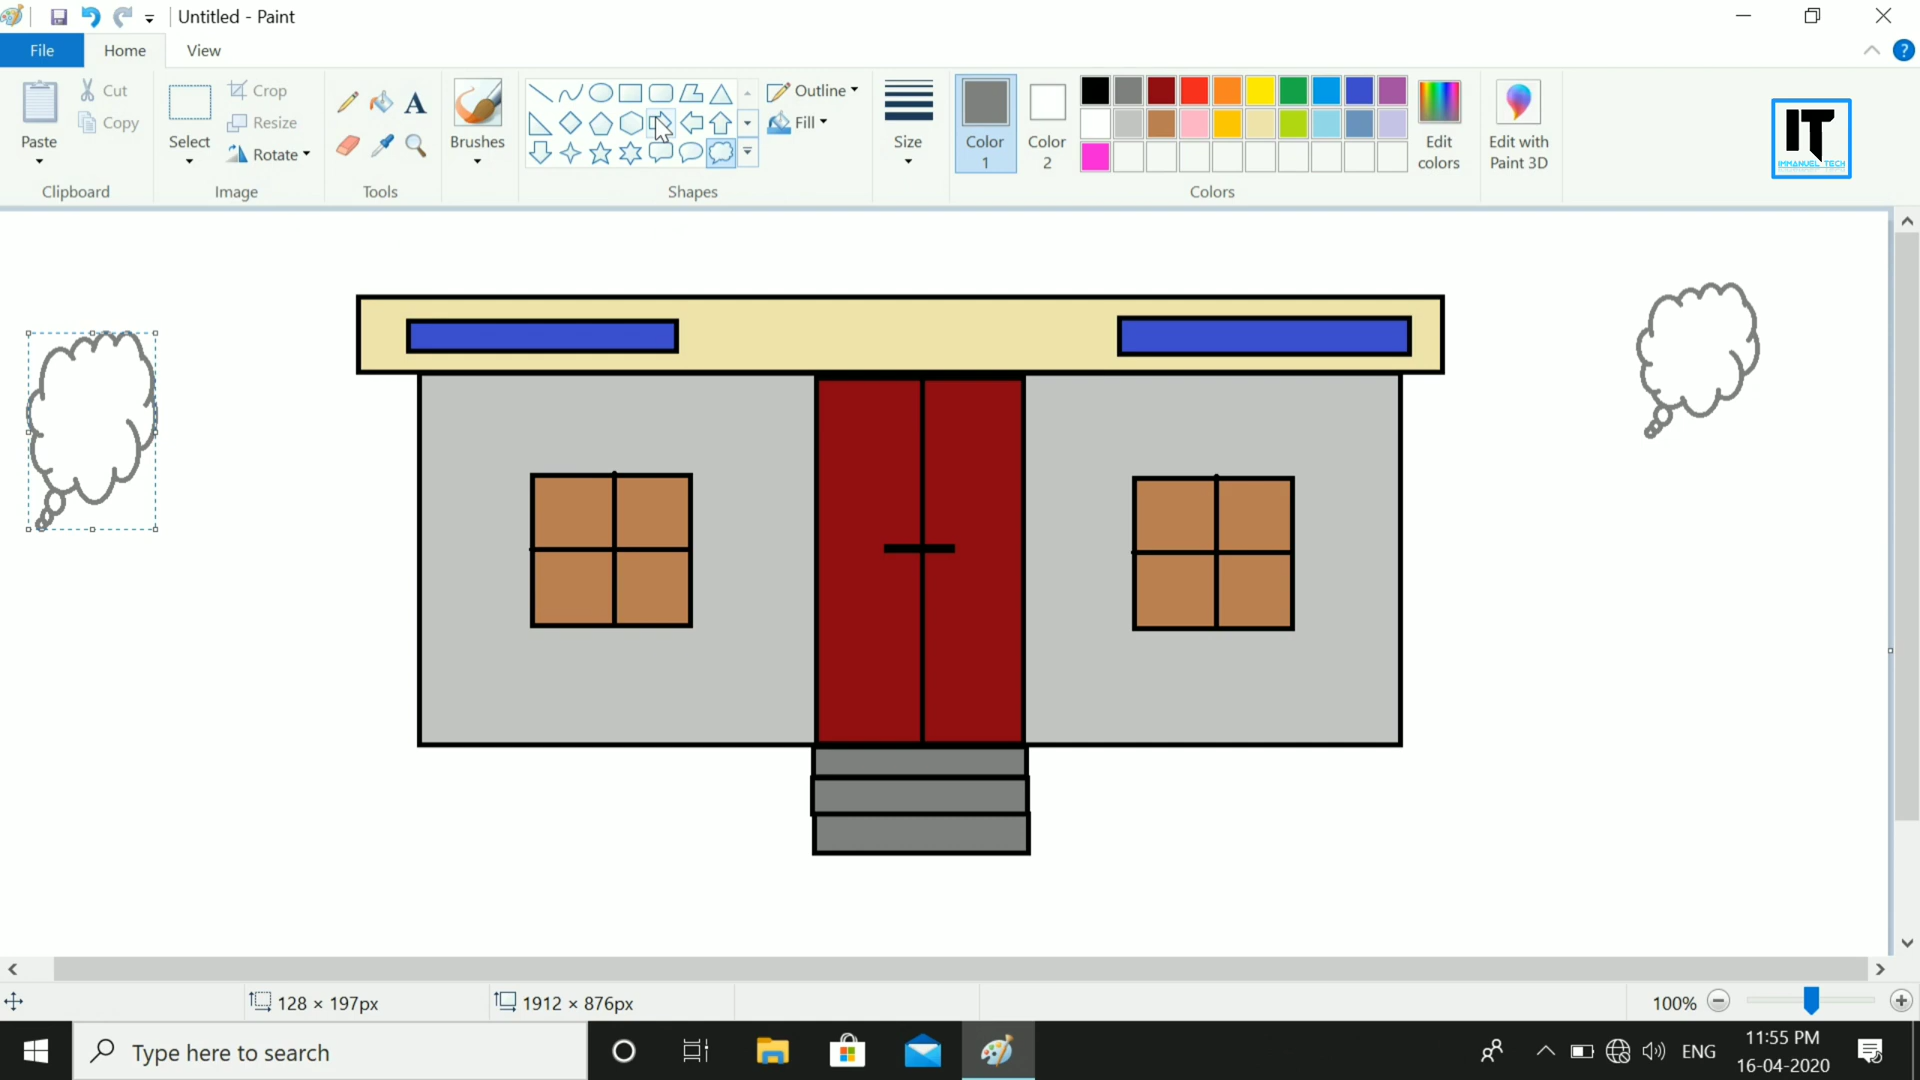 Untitled - Paint
File
Home
View
Paste
Cut
Copy
Clipboard
Select
Crop
Resize
Rotate
Image
A
Tools
Brushes
Outline
Fill
Shapes
Size
Color
1
Color
2
Edit
colors
Colors
Edit with
Paint 3D
?
IT
IMMANUEL TECH
128 × 197px
1912 × 876px
100%
Type here to search
ENG
11:55 PM
16-04-2020